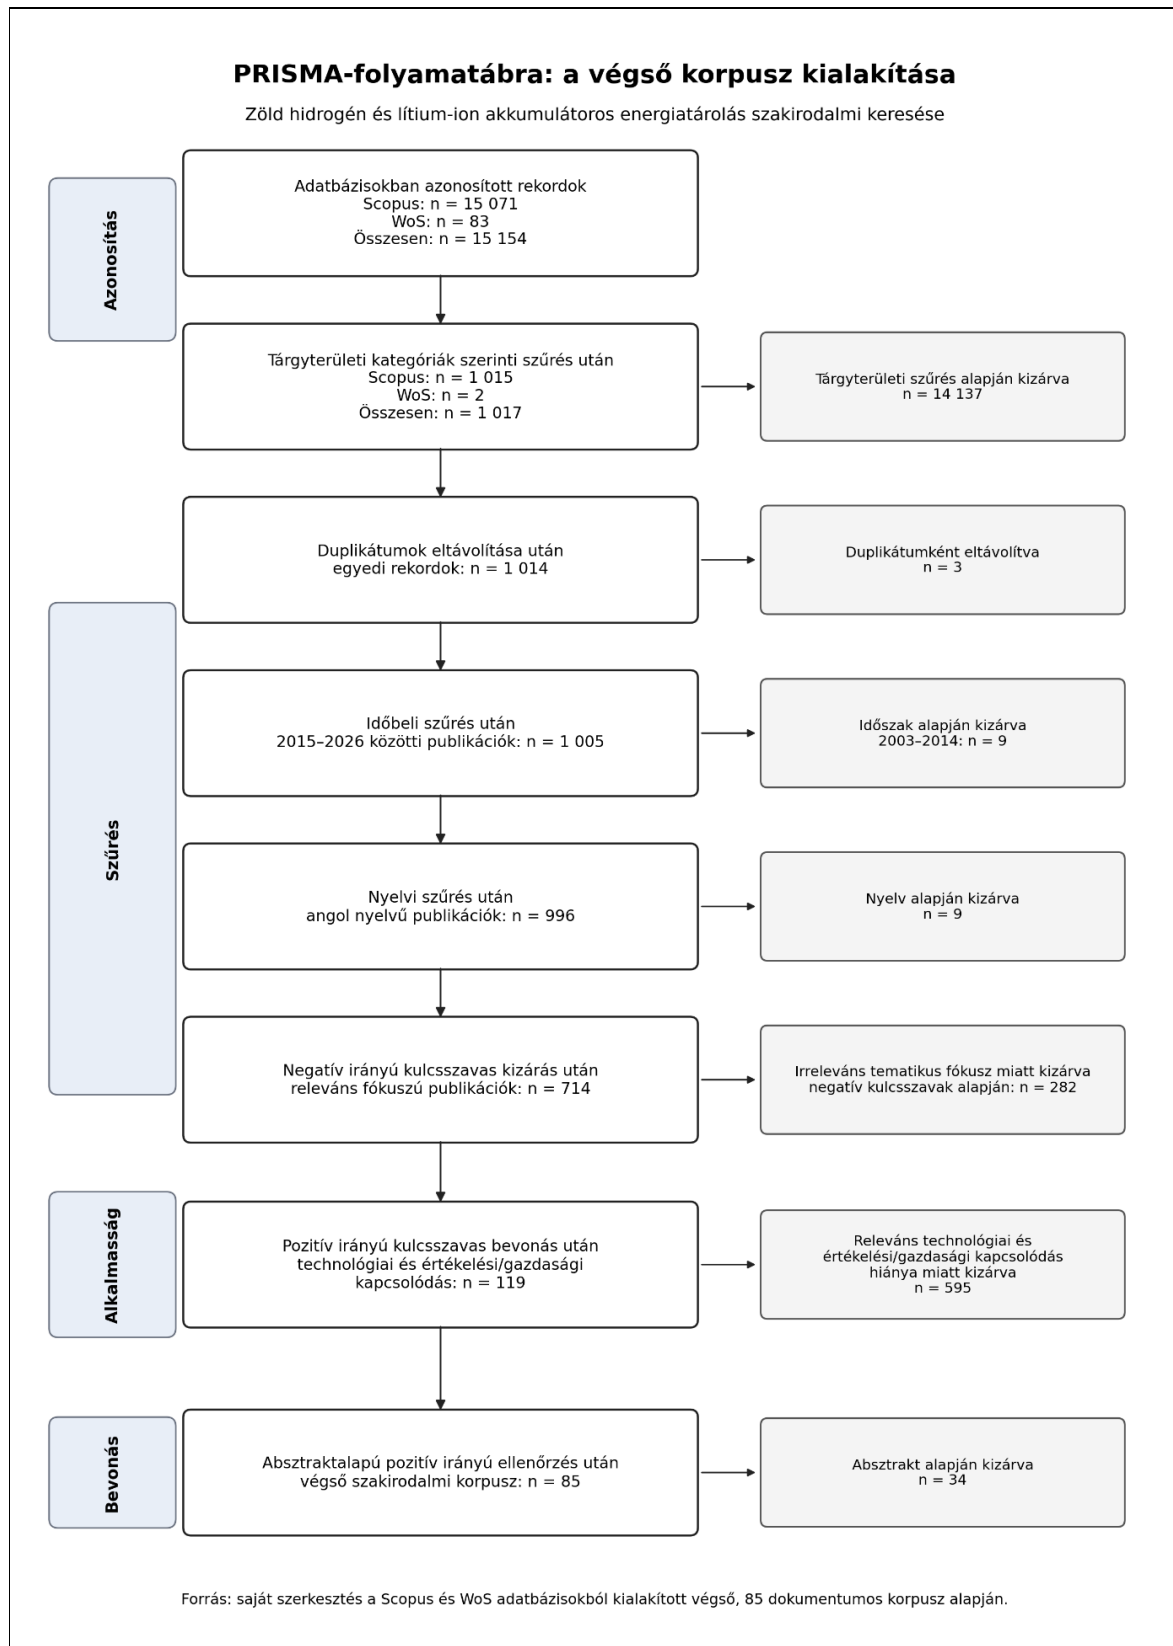 PRISMA-folyamatábra: a végső korpusz kialakítása
Zöld hidrogén és lítium-ion akkumulátoros energiatárolás szakirodalmi keresése
Azonosítás
Adatbázisokban azonosított rekordok
Scopus: n = 15 071
WoS: n = 83
Összesen: n = 15 154
Tárgyterületi kategóriák szerinti szűrés után
Scopus: n = 1 015
WoS: n = 2
Összesen: n = 1 017
Tárgyterületi szűrés alapján kizárva
n = 14 137
Szűrés
Duplikátumok eltávolítása után
egyedi rekordok: n = 1 014
Duplikátumként eltávolítva
n = 3
Időbeli szűrés után
2015–2026 közötti publikációk: n = 1 005
Időszak alapján kizárva
2003–2014: n = 9
Nyelvi szűrés után
angol nyelvű publikációk: n = 996
Nyelv alapján kizárva
n = 9
Negatív irányú kulcsszavas kizárás után
releváns fókuszú publikációk: n = 714
Irreleváns tematikus fókusz miatt kizárva
negatív kulcsszavak alapján: n = 282
Alkalmasság
Pozitív irányú kulcsszavas bevonás után
technológiai és értékelési/gazdasági
kapcsolódás: n = 119
Releváns technológiai és
értékelési/gazdasági kapcsolódás
hiánya miatt kizárva
n = 595
Bevonás
Absztraktalapú pozitív irányú ellenőrzés után
végső szakirodalmi korpusz: n = 85
Absztrakt alapján kizárva
n = 34
Forrás: saját szerkesztés a Scopus és WoS adatbázisokból kialakított végső, 85 dokumentumos korpusz alapján.